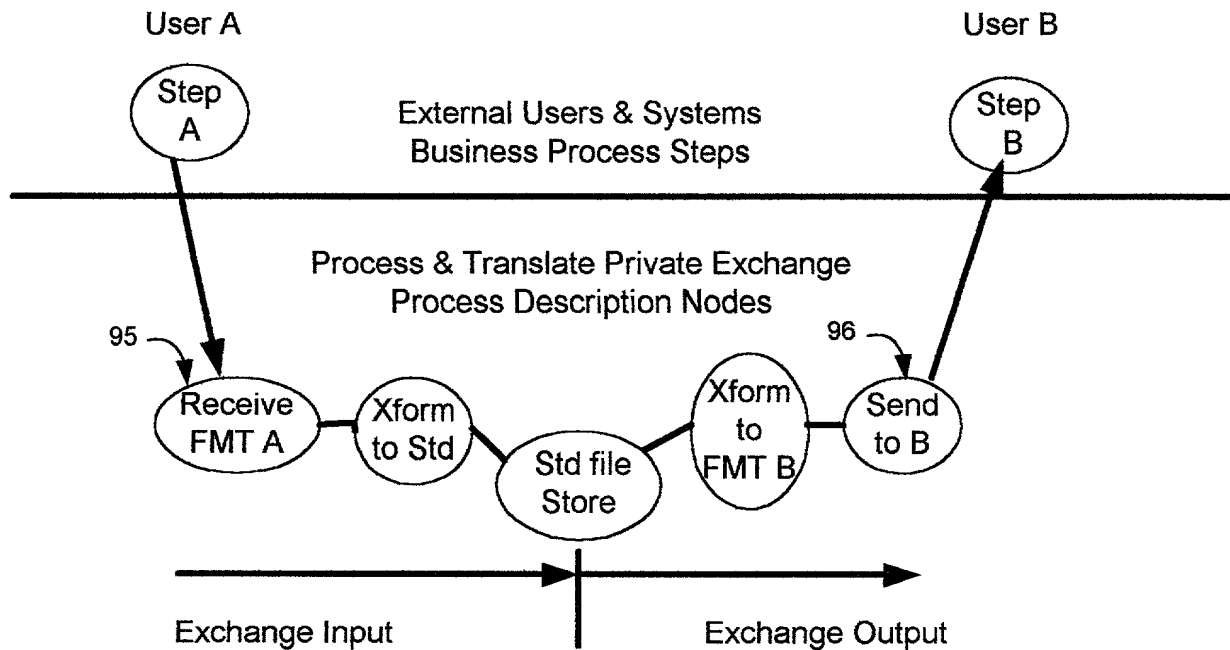 User A
User B
Step
A
External Users & Systems
Business Process Steps
Step
B
Process & Translate Private Exchange
Process Description Nodes
95
96
Receive
FMT A
Xform
to Std
Std file
Store
Xform
to
FMT B
Send
to B
Exchange Input
Exchange Output